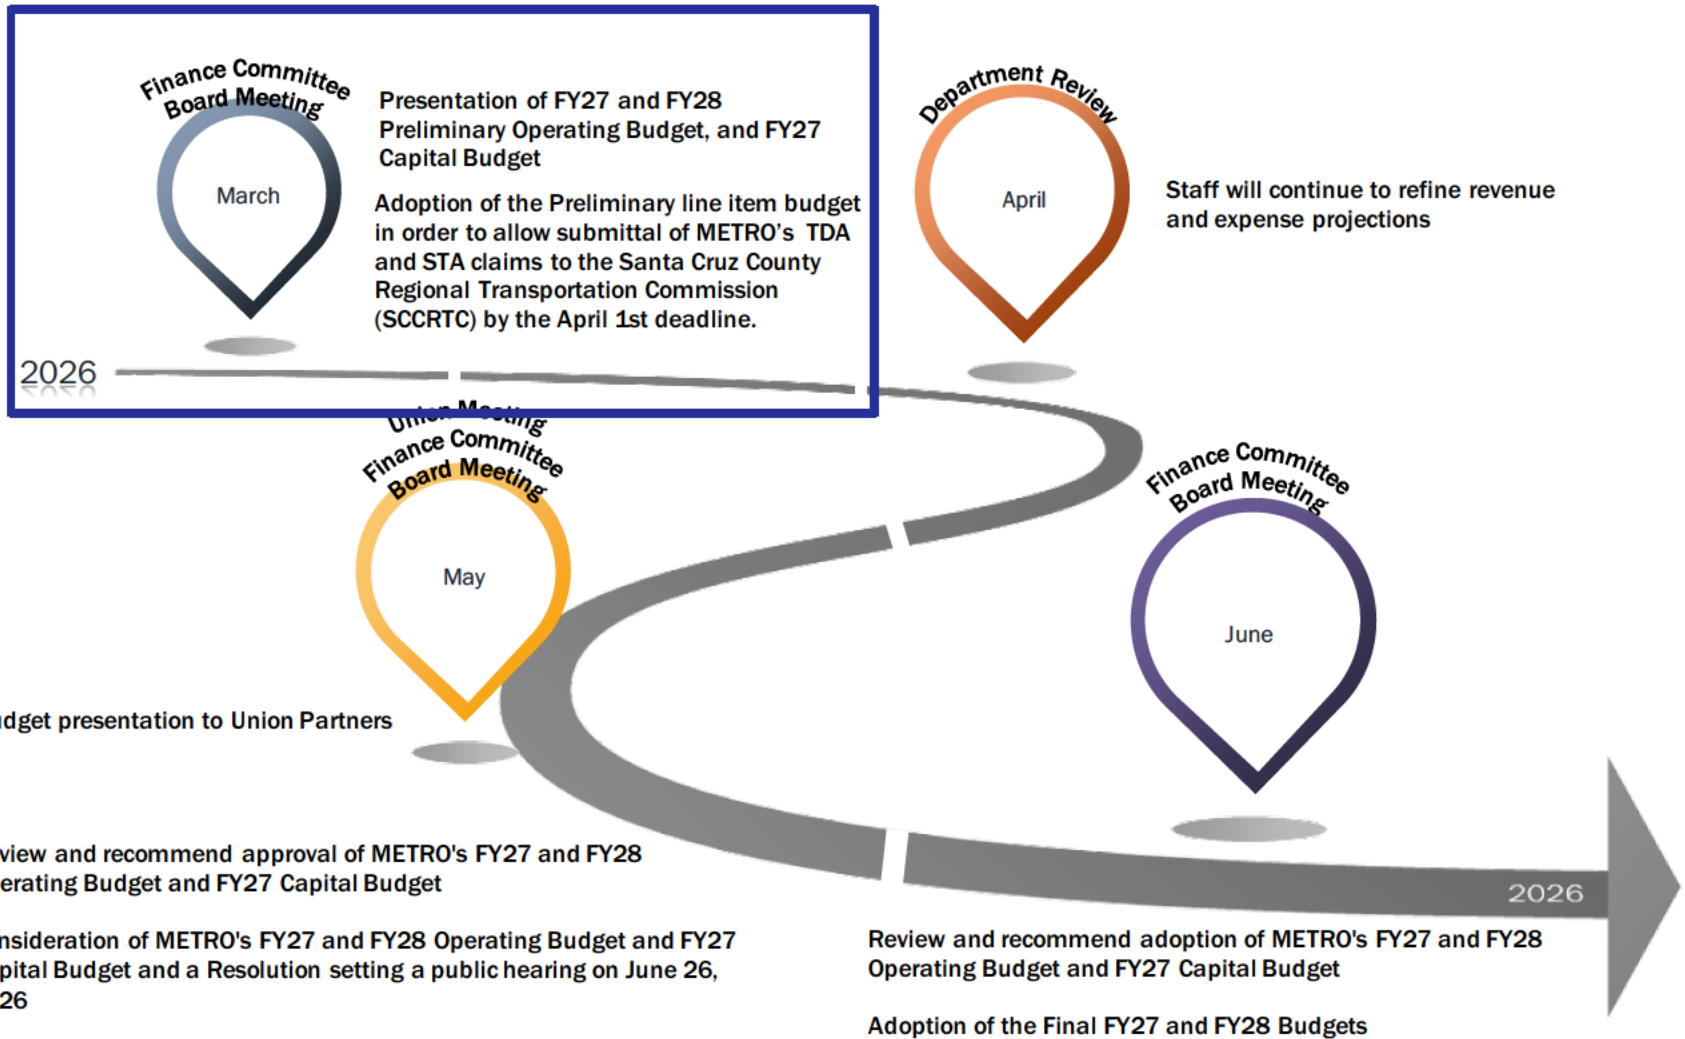 Finance Committee
Board Meeting
March
Presentation of FY27 and FY28
Preliminary Operating Budget, and FY27
Capital Budget
Adoption of the Preliminary line item budget
in order to allow submittal of METRO's TDA
and STA claims to the Santa Cruz County
Regional Transportation Commission
(SCCRTC) by the April 1st deadline.
2026
Department Review
April
Staff will continue to refine revenue
and expense projections
Union Meeting
Finance Committee
Board Meeting
May
dget presentation to Union Partners
view and recommend approval of METRO's FY27 and FY28
erating Budget and FY27 Capital Budget
nsideration of METRO's FY27 and FY28 Operating Budget and FY27
pital Budget and a Resolution setting a public hearing on June 26,
26
Finance Committee
Board Meeting
June
2026
Review and recommend adoption of METRO's FY27 and FY28
Operating Budget and FY27 Capital Budget
Adoption of the Final FY27 and FY28 Budgets